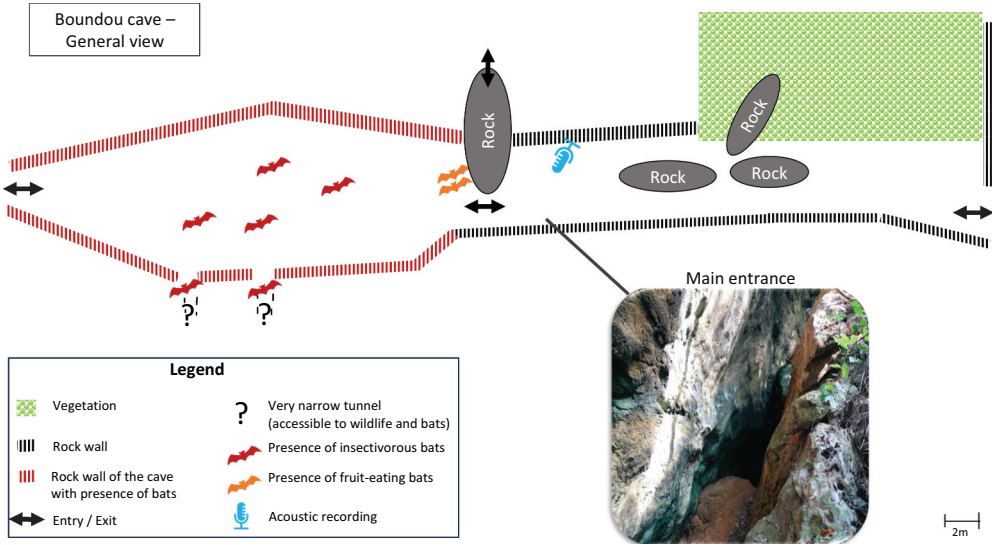 Boundou cave –
General view
Rock
Rock
Rock
Rock
Main entrance
?
?
Legend
Vegetation
Rock wall
Rock wall of the cave
with presence of bats
Entry / Exit
?
Very narrow tunnel
(accessible to wildlife and bats)
Presence of insectivorous bats
Presence of fruit-eating bats
Acoustic recording
2m